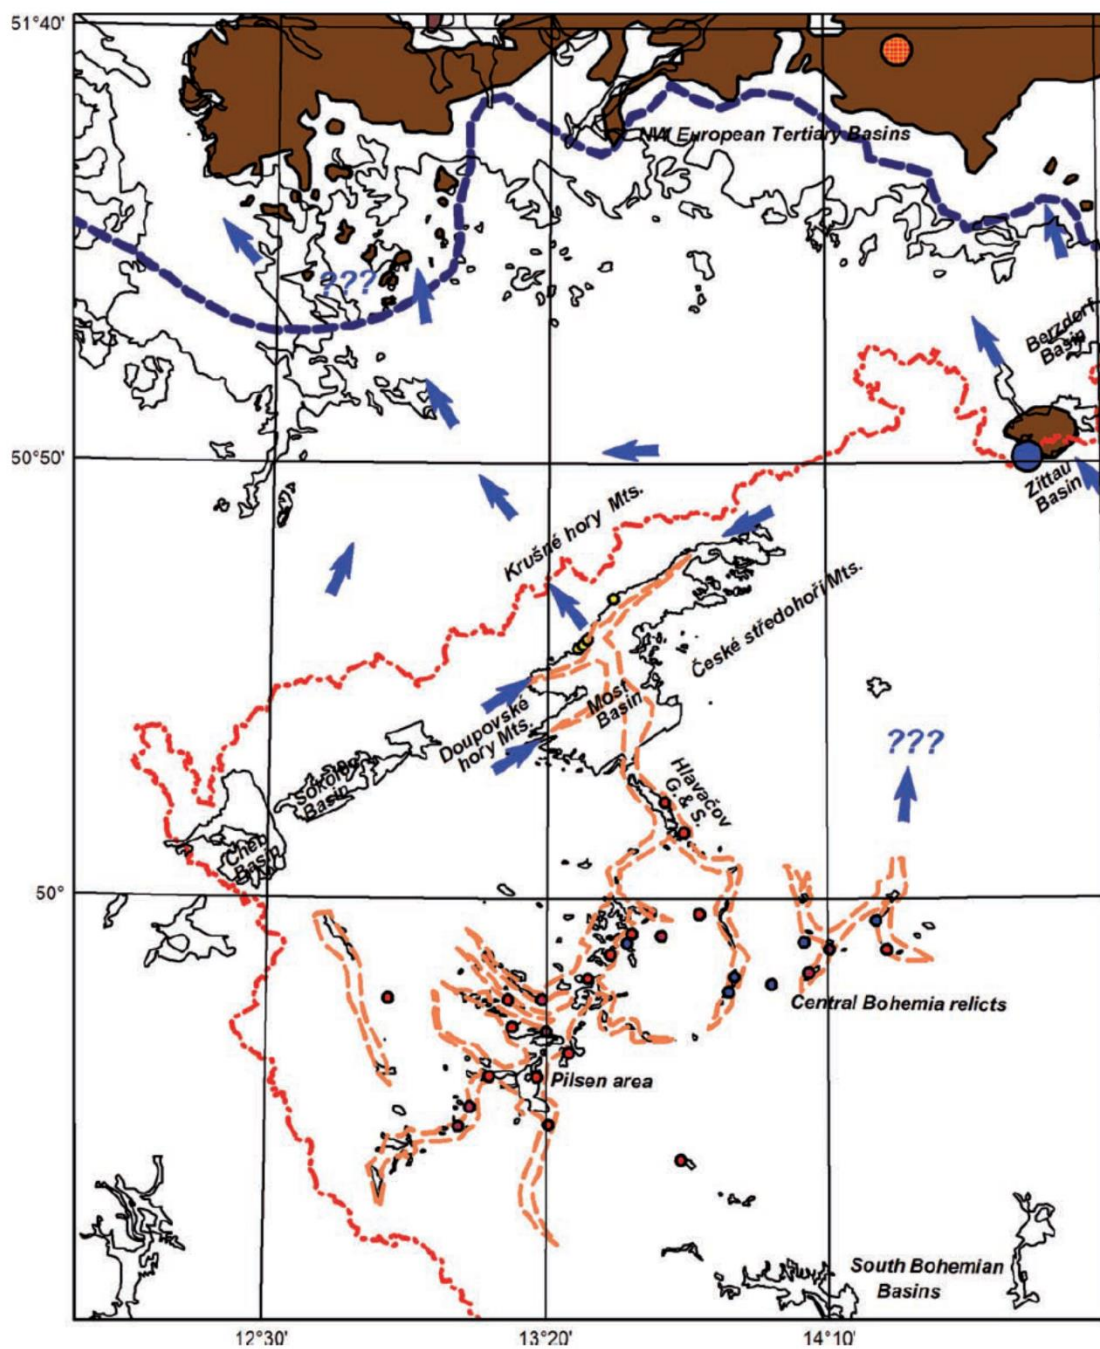 51°40'
NW European Tertiary Basins
???
Berzdorf
Basin
50°50'
Zittau
Basin
Krušné hory Mts.
České středohoří Mts.
Most
Basin
Doupovské
hory Mts.
???
Sokolov
Basin
Hlavačov
G. & S.
Cheb
Basin
50°
Central Bohemia relicts
Pilsen area
South Bohemian
Basins
12°30'
13°20'
14°10'